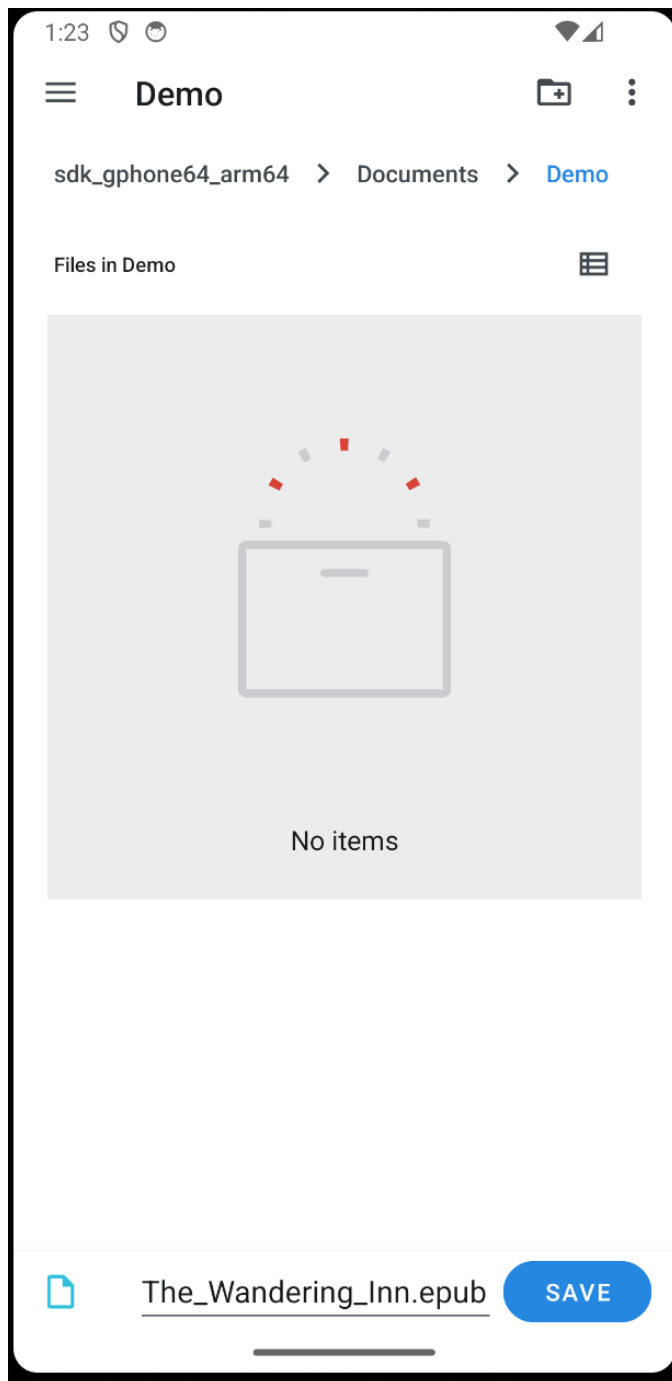 1:23
Demo
sdk_gphone64_arm64 > Documents > Demo
Files in Demo
No items
The_Wandering_Inn.epub
SAVE